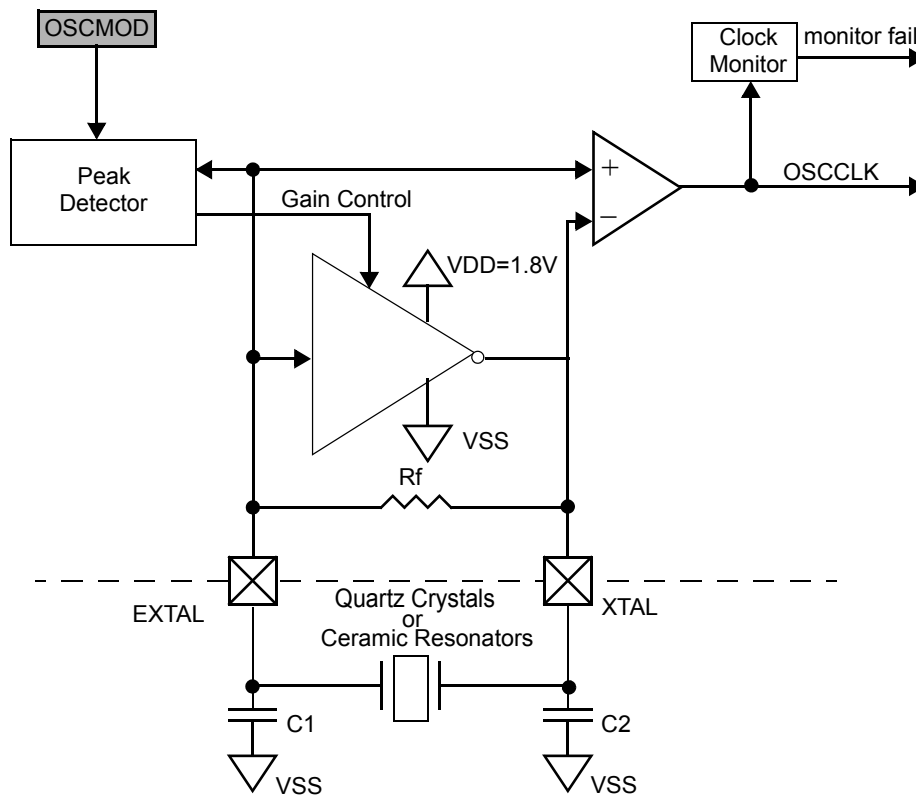 OSCMOD
Clock
Monitor
monitor fail
Peak
Detector
+
−
OSCCLK
Gain Control
VDD=1.8V
VSS
Rf
EXTAL
Quartz Crystals
or
Ceramic Resonators
XTAL
C1
C2
VSS
VSS